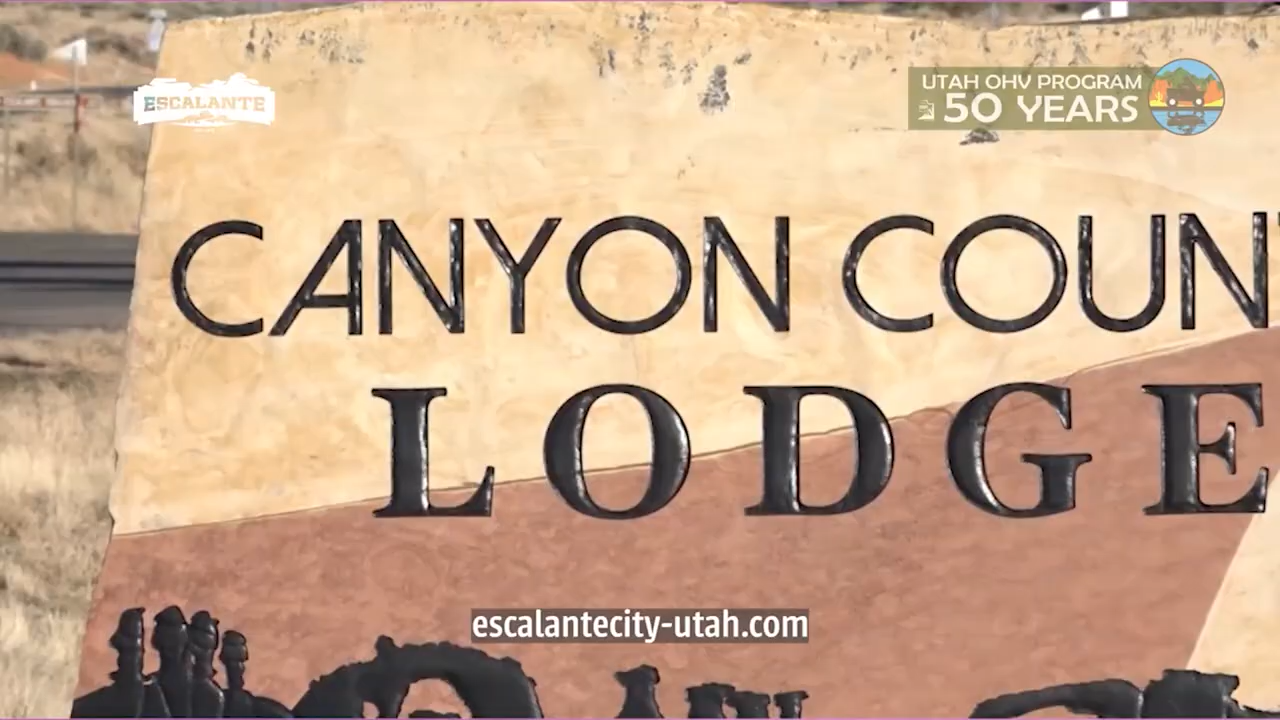 ESCALANTE
UTAH OHV PROGRAM
50 YEARS
CANYON COUN
LODGE
escalantecity-utah.com